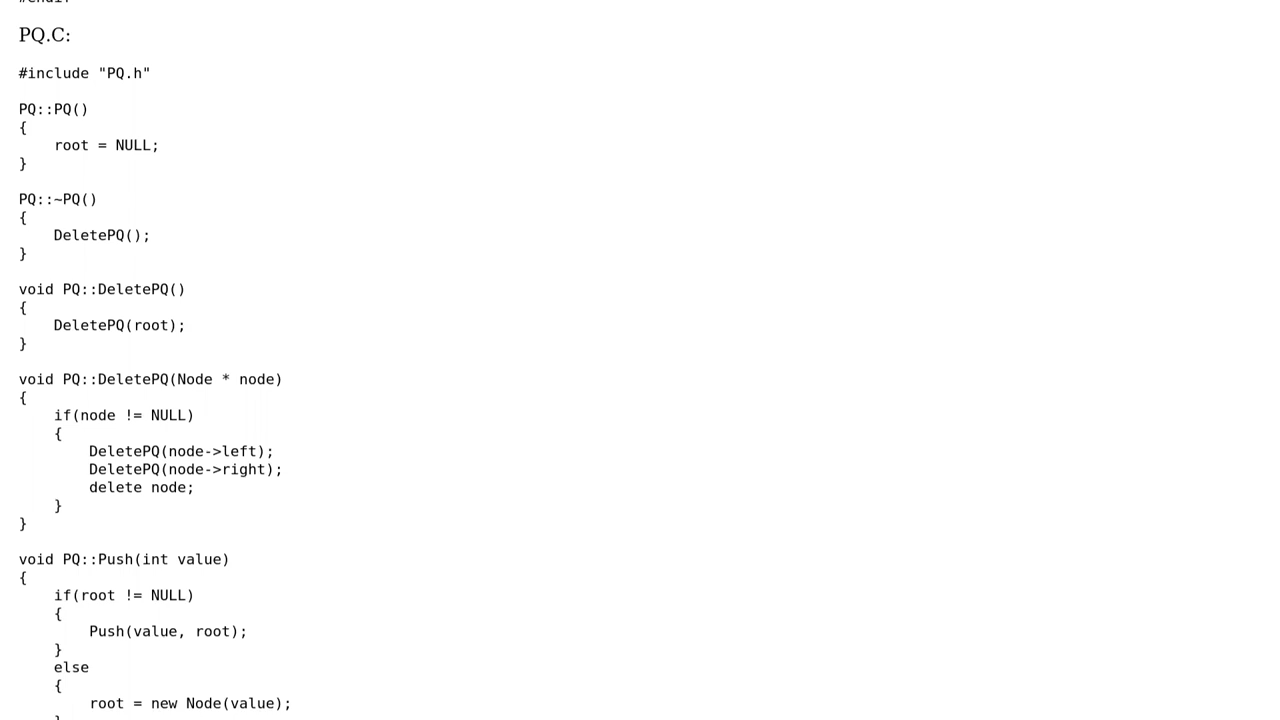 #endif
PQ.C:
#include "PQ.h"
PQ::PQ()
{
    root = NULL;
}
PQ::~PQ()
{
    DeletePQ();
}
void PQ::DeletePQ()
{
    DeletePQ(root);
}
void PQ::DeletePQ(Node * node)
{
    if(node != NULL)
    {
        DeletePQ(node->left);
        DeletePQ(node->right);
        delete node;
    }
}
void PQ::Push(int value)
{
    if(root != NULL)
    {
        Push(value, root);
    }
    else
    {
        root = new Node(value);
    }